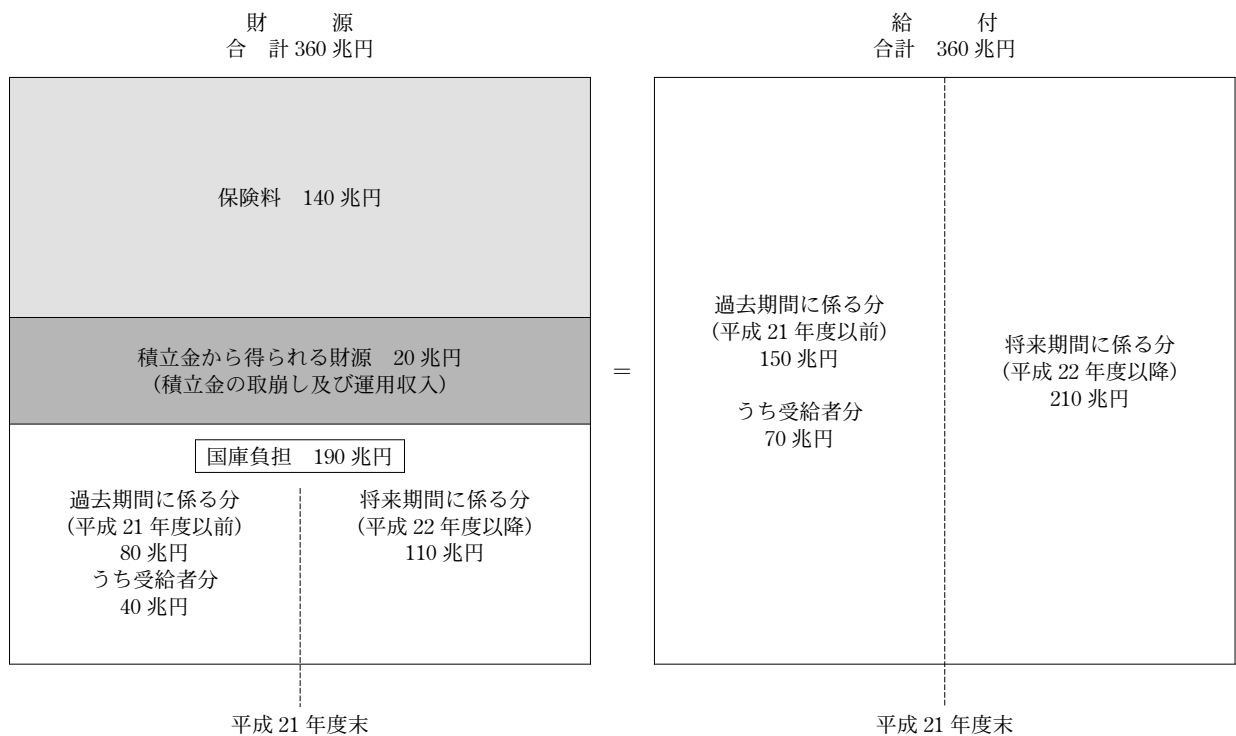 財　　源
合　計 360 兆円
保険料　140 兆円
積立金から得られる財源　20 兆円
(積立金の取崩し及び運用収入)
国庫負担　190 兆円
過去期間に係る分
(平成 21 年度以前)
80 兆円
うち受給者分
40 兆円
将来期間に係る分
(平成 22 年度以降)
110 兆円
平成 21 年度末
=
給　　付
合計　360 兆円
過去期間に係る分
(平成 21 年度以前)
150 兆円
うち受給者分
70 兆円
将来期間に係る分
(平成 22 年度以降)
210 兆円
平成 21 年度末